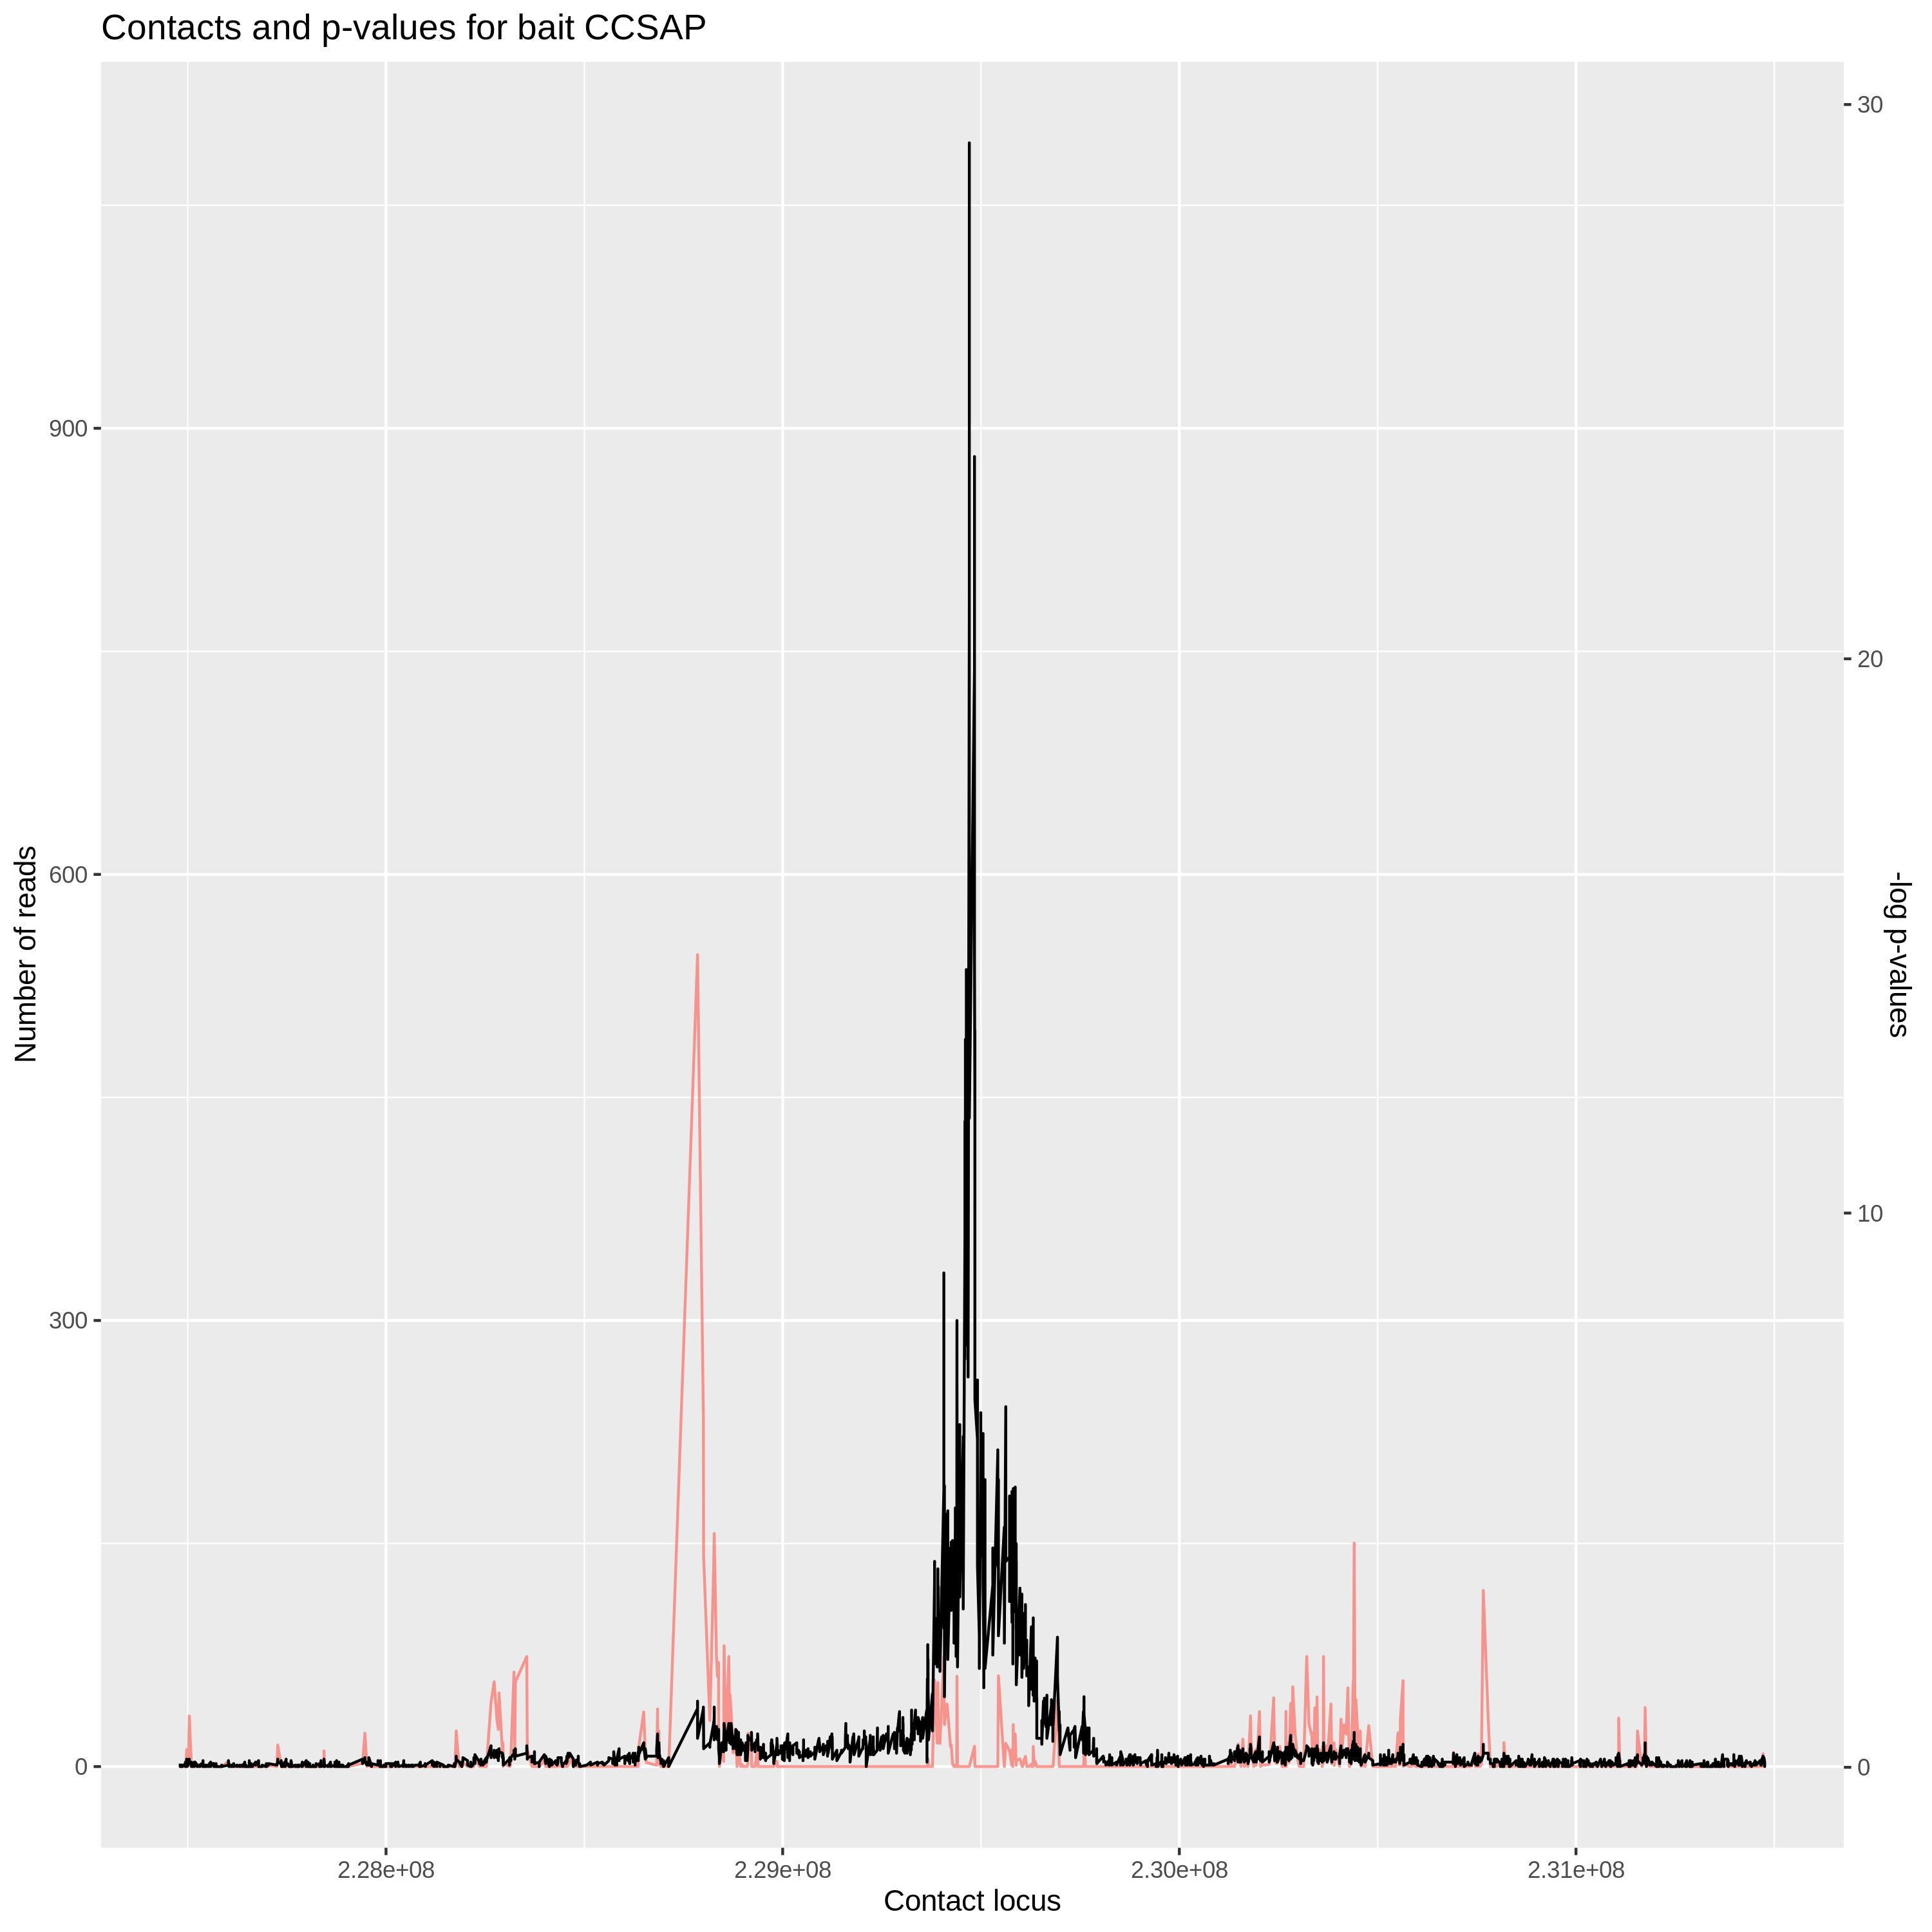 Contacts and p-values for bait CCSAP
30
20
10
0
-log p-values
900
600
300
0
Number of reads
2.28e+08 2.29e+08 2.30e+08 2.31e+08
Contact locus